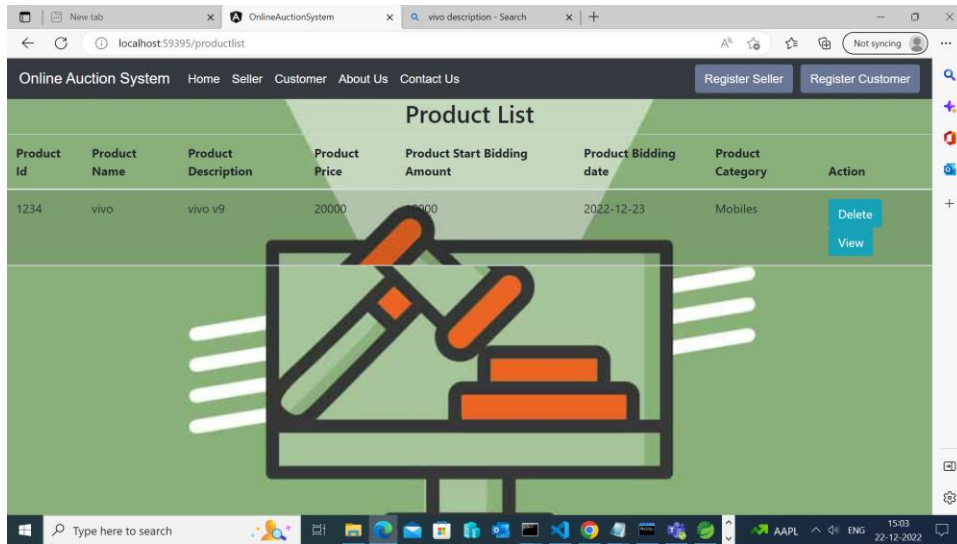 New tab
OnlineAuctionSystem
vivo description - Search
localhost:59395/productlist
Not syncing
Online Auction System Home Seller Customer About Us Contact Us Register Seller Register Customer
Product List
Product Id Product Name Product Description Product Price Product Start Bidding Amount Product Bidding date Product Category Action
1234 vivo vivo v9 20000 2022-12-23 Mobiles Delete
View
Type here to search
AAPL ENG 15:03
22-12-2022